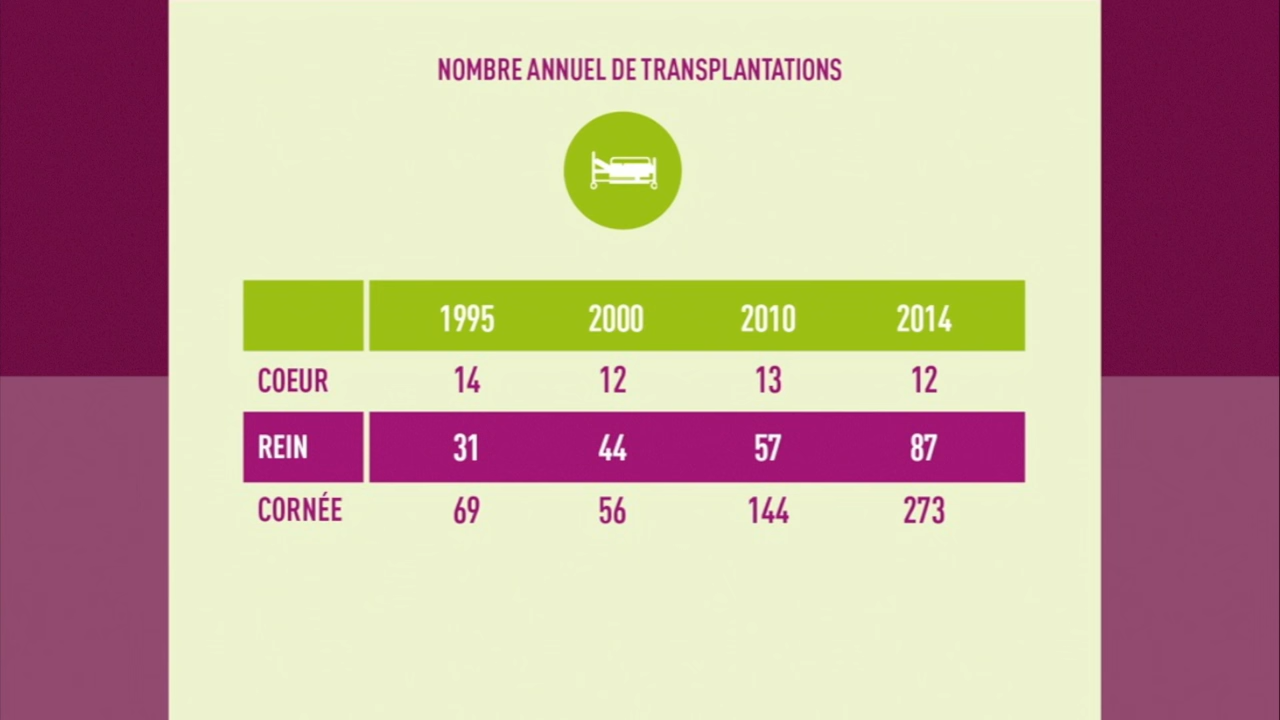 NOMBRE ANNUEL DE TRANSPLANTATIONS
1995 2000 2010 2014
COEUR 14 12 13 12
REIN 31 44 57 87
CORNÉE 69 56 144 273